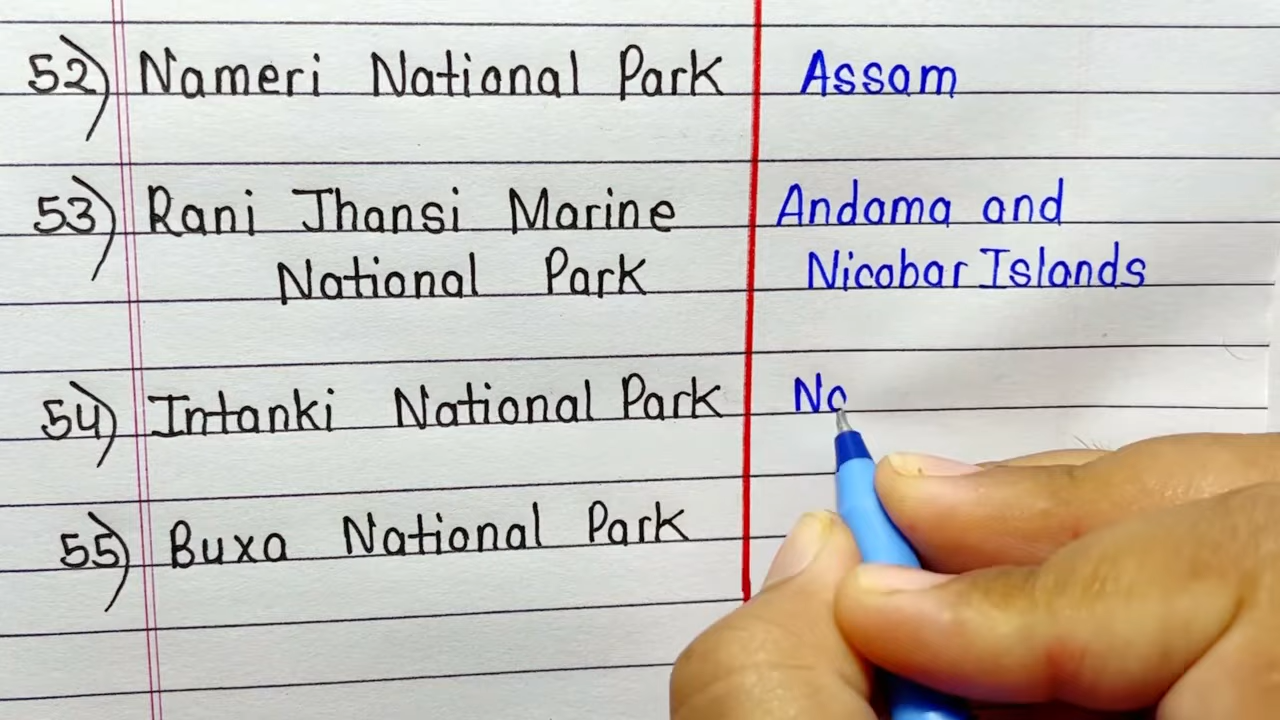 52) Nameri National Park Assam
53) Rani Jhansi Marine Andama and
National Park Nicobar Islands
54) Intanki National Park Na
55) Buxa National Park